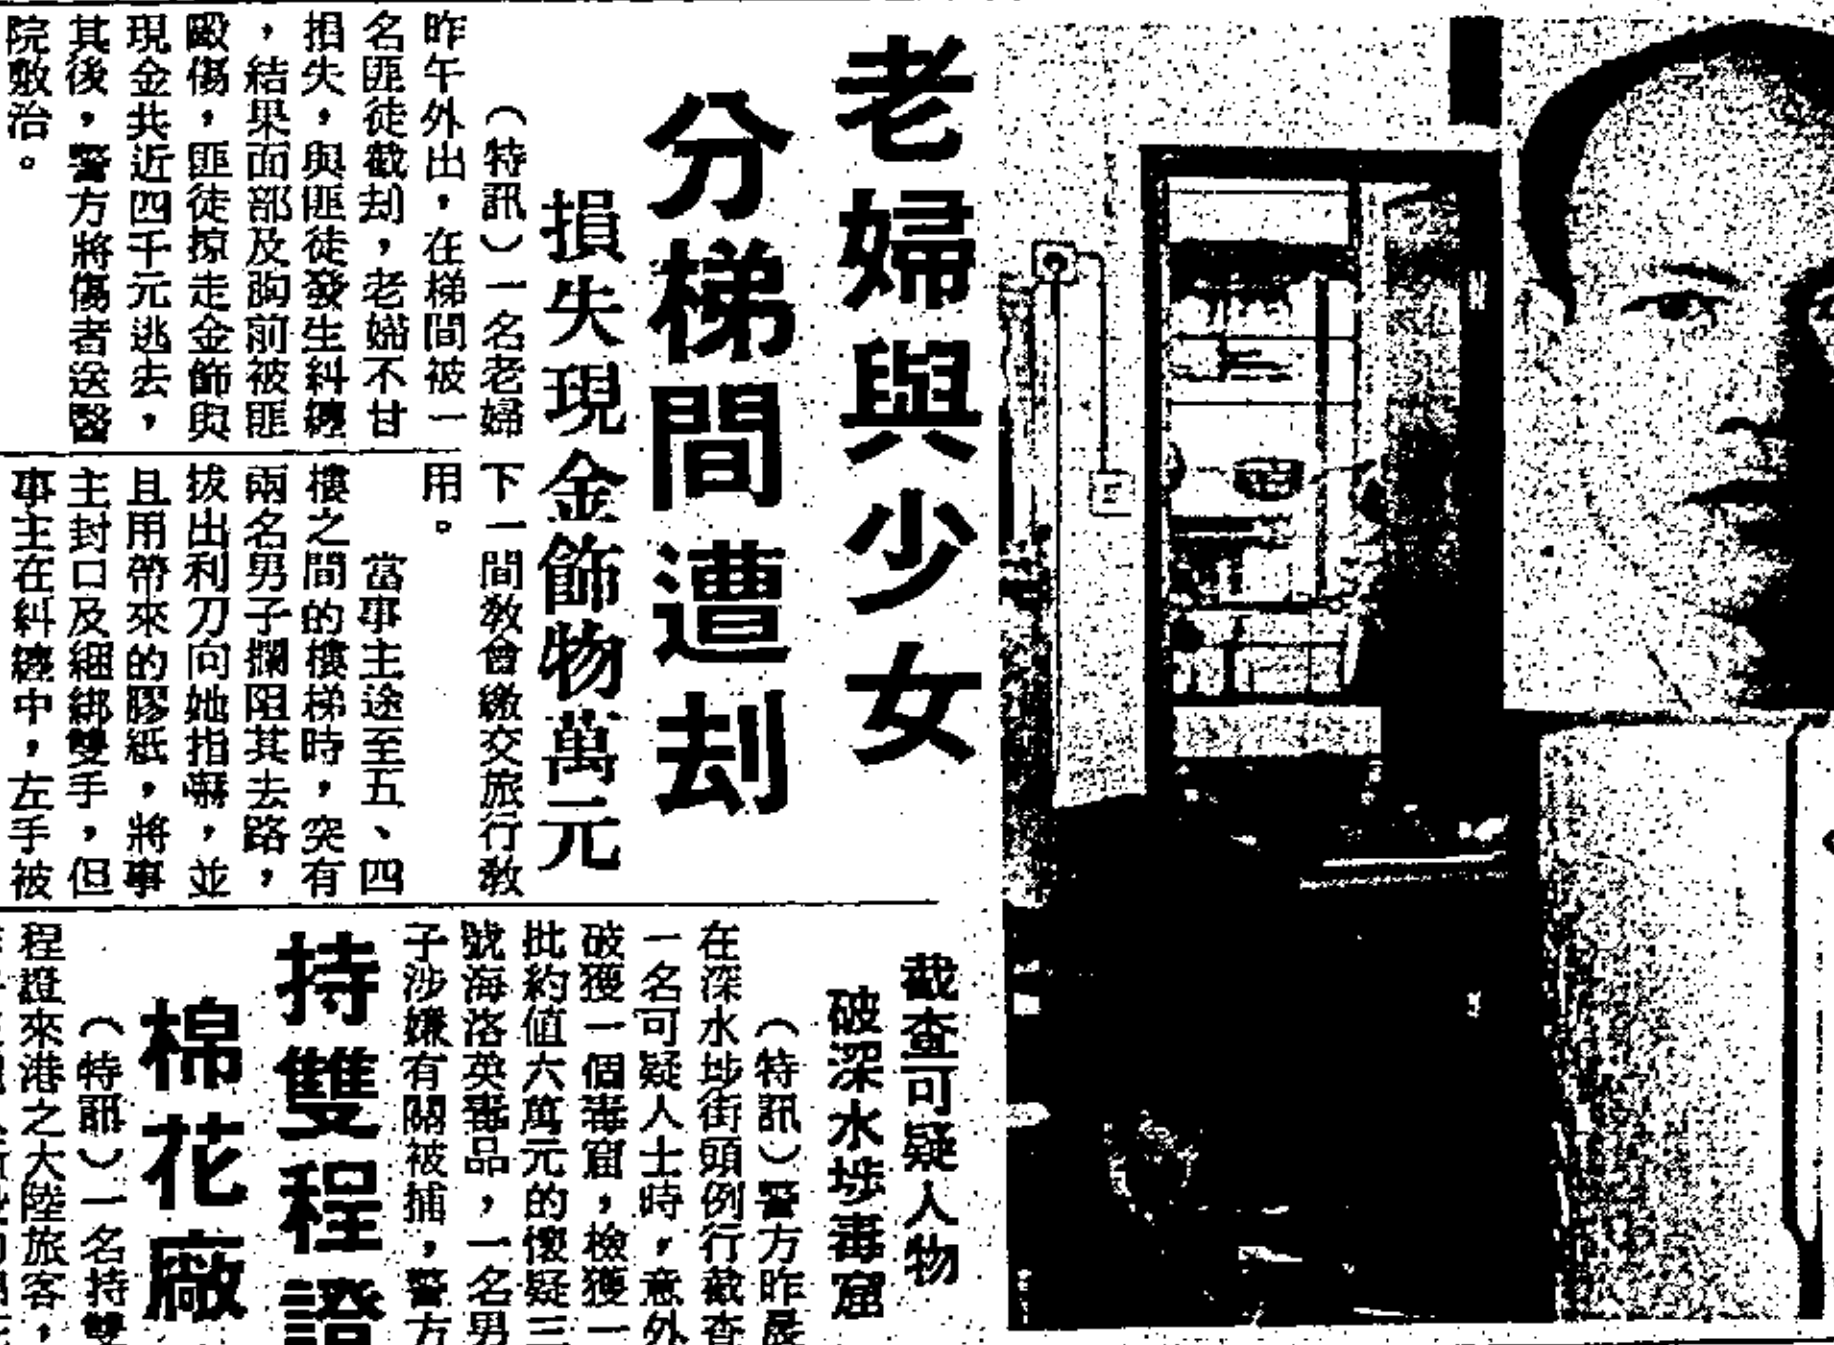 老婦與少女
分梯間遭刦
損失現金飾物萬元
（特訊）一名老婦
昨午外出，在梯間被一
名匪徒截刦，老婦不甘
損失，與匪徒發生糾纏
，結果面部及胸前被匪
毆傷，匪徒掠走金飾與
現金共近四千元逃去，
其後，警方將傷者送醫
院敷治。
下一間教會繳交旅行教
用。
當事主途至五、四
樓之間的樓梯時，突有
兩名男子攔阻其去路，
拔出利刀向她指嚇，並
且用帶來的膠紙，將事
主封口及綑綁雙手，但
事主在糾纏中，左手被
截查可疑人物
破深水埗毒窟
（特訊）警方昨晨
在深水埗街頭例行截查
一名可疑人士時，意外
破獲一個毒窟，檢獲一
批約值六萬元的懷疑三
號海洛英毒品，一名男
子涉嫌有關被捕，警方
持雙程證
棉花廠
（特訊）一名持雙
程證來港之大陸旅客，